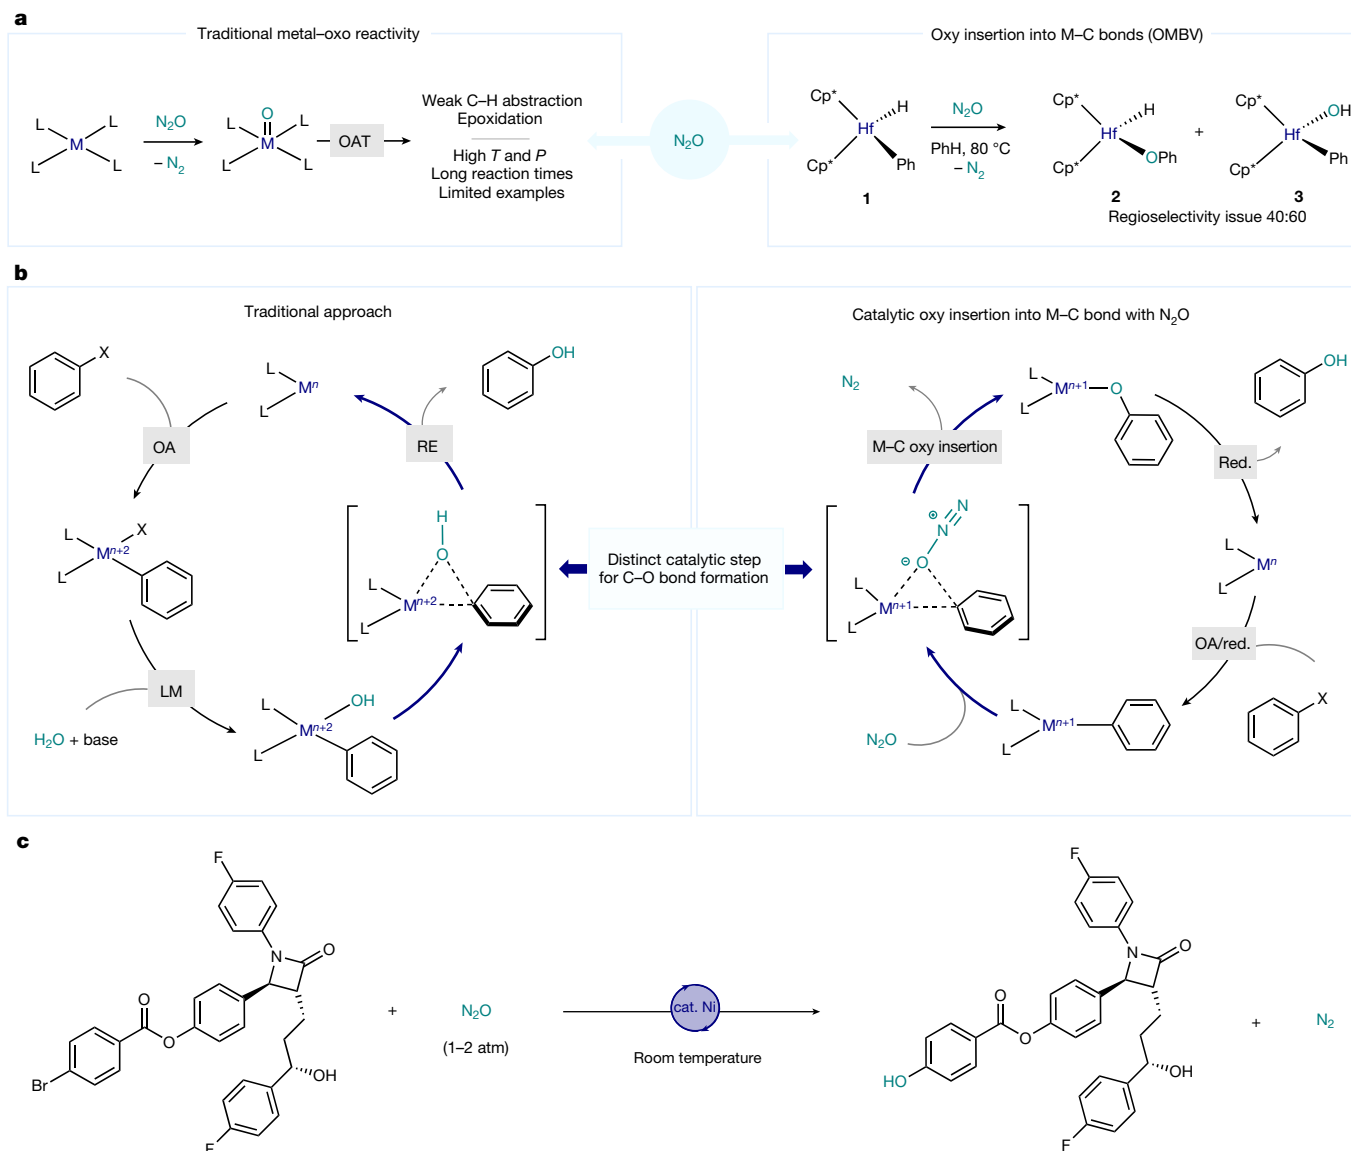 a
Traditional metal–oxo reactivity
L
L
M
L
L
N2O
– N2
O
L
L
M
L
L
OAT
Weak C–H abstraction
Epoxidation
High T and P
Long reaction times
Limited examples
N2O
Oxy insertion into M–C bonds (OMBV)
Cp*
H
Hf
Cp*
Ph
1
N2O
PhH, 80 °C
– N2
Cp*
H
Hf
Cp*
OPh
2
+
Cp*
OH
Hf
Cp*
Ph
3
Regioselectivity issue 40:60
b
Traditional approach
X
L
Mn
L
OH
OA
RE
L
X
Mn+2
L
H
O
L
Mn+2
L
LM
H2O + base
L
OH
Mn+2
L
Distinct catalytic step
for C–O bond formation
Catalytic oxy insertion into M–C bond with N2O
N2
L
Mn+1
O
L
OH
M–C oxy insertion
Red.
⊕
N
N
⊖
O
L
Mn+1
L
L
Mn
L
OA/red.
N2O
L
Mn+1
L
X
c
F
N
O
O
O
Br
OH
F
+
N2O
(1–2 atm)
cat. Ni
Room temperature
F
N
O
O
O
HO
OH
F
+
N2